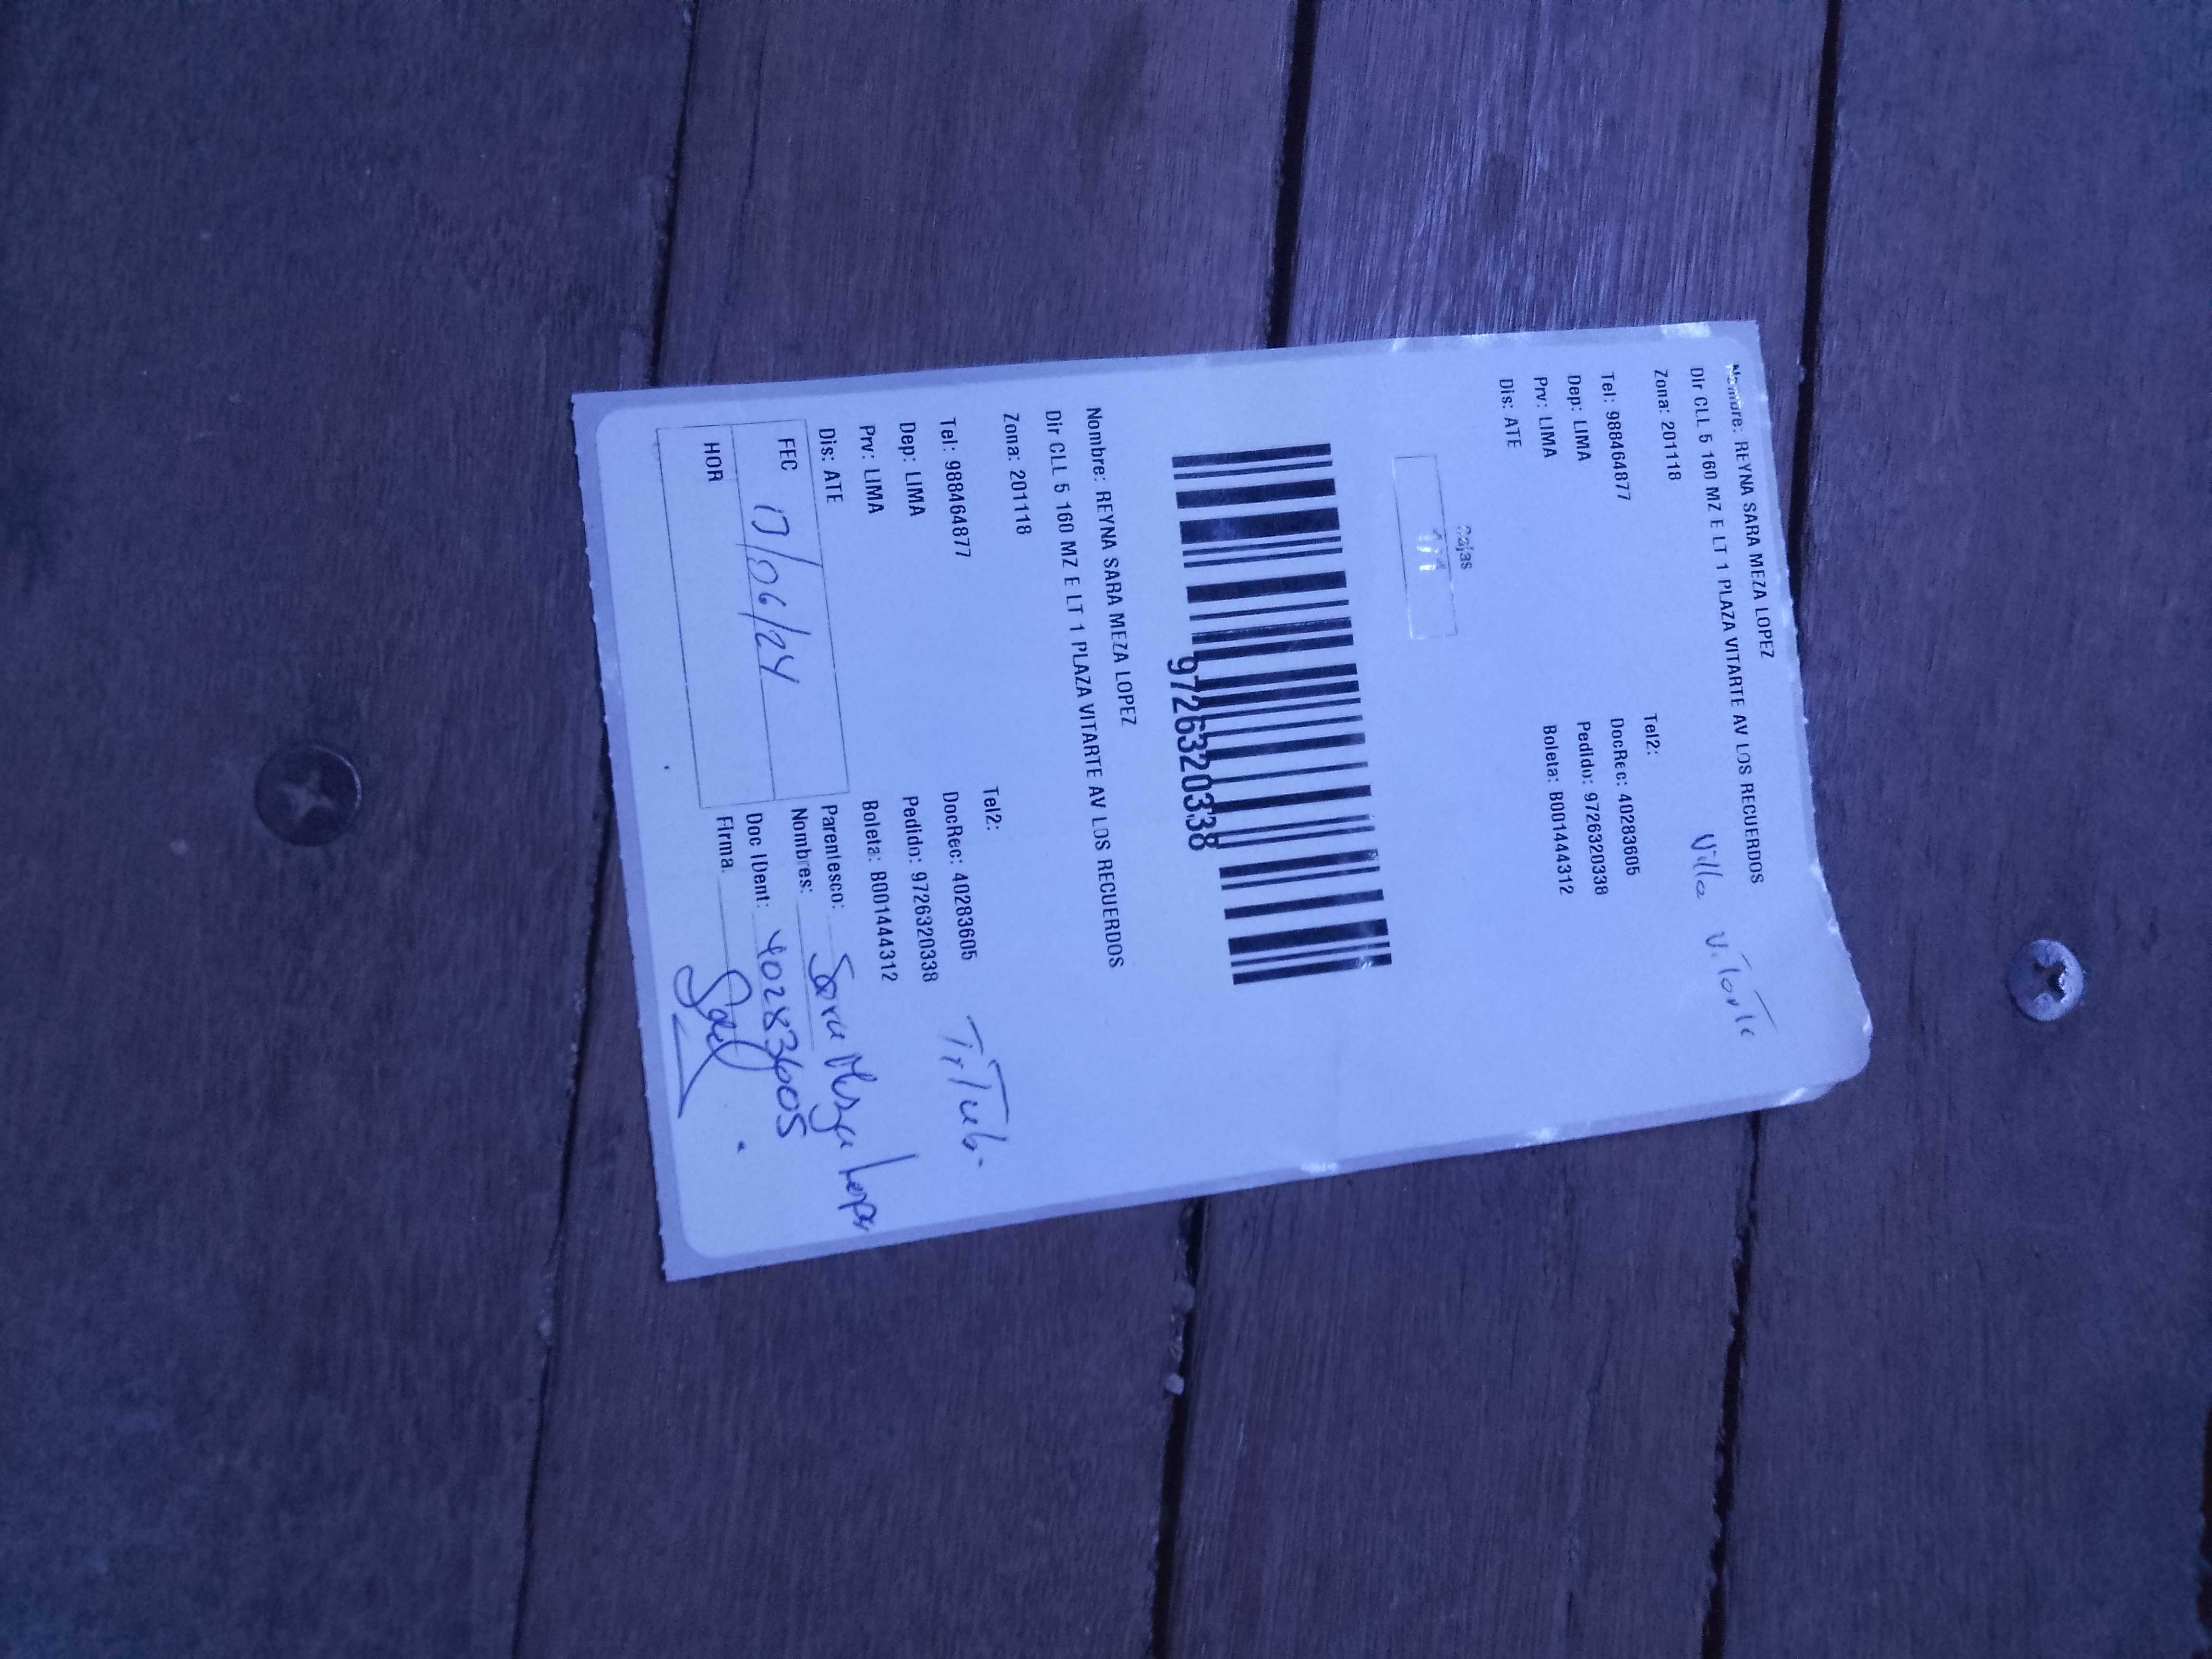 Nombre: REYNA SARA MEZA LOPEZ
Dir CLL 5 160 MZ E LT 1 PLAZA VITARTE AV LOS RECUERDOS
Zona: 201118
Villa Vitarte
Tel: 988464877 Tel2:
Dep: LIMA DocRec: 40283605
Prv: LIMA Pedido: 9726320338
Dis: ATE Boleta: B001444312
Cajas
1/1
9726320338
Nombre: REYNA SARA MEZA LOPEZ
Dir CLL 5 160 MZ E LT 1 PLAZA VITARTE AV LOS RECUERDOS
Zona: 201118
Tel: 988464877 Tel2:
Dep: LIMA DocRec: 40283605
Prv: LIMA Pedido: 9726320338
Dis: ATE Boleta: B001444312
FEC 17/06/24
HOR
Parentesco: Titular
Nombres: Sara Meza Lopez
Doc IDent: 40283605
Firma